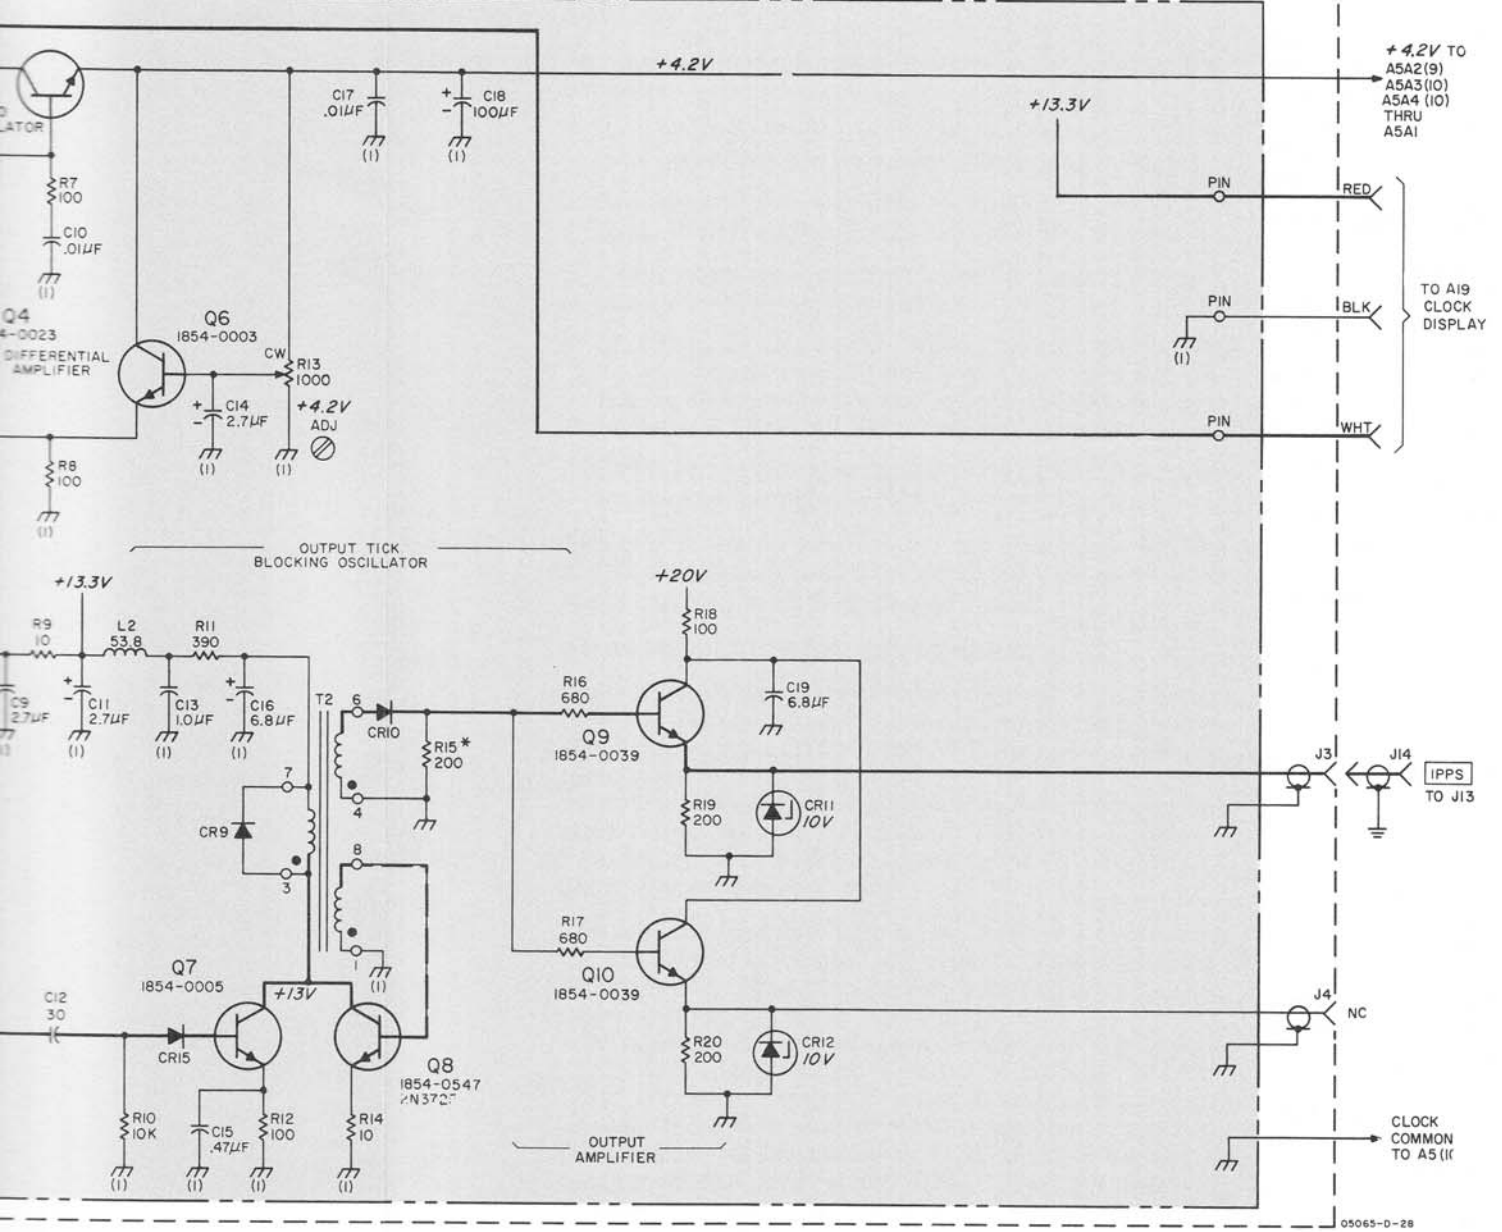 +4.2V
+4.2V TO
A5A2(9)
A5A3(10)
A5A4 (10)
THRU
A5A1
C17
.01µF
(1)
+
-
C18
100µF
(1)
+13.3V
LATOR
R7
100
C10
.01µF
(1)
PIN
RED
PIN
BLK
(1)
PIN
WHT
TO A19
CLOCK
DISPLAY
Q4
4-0023
DIFFERENTIAL
AMPLIFIER
Q6
1854-0003
CW
R13
1000
+4.2V
ADJ
+
-
C14
2.7µF
(1)
(1)
R8
100
(1)
OUTPUT TICK
BLOCKING OSCILLATOR
+13.3V
R9
10
L2
53.8
R11
390
C9
2.7µF
+
-
C11
2.7µF
(1)
C13
1.0µF
(1)
+
-
C16
6.8µF
(1)
T2
6
CR10
R15*
200
4
7
CR9
3
8
1
(1)
+20V
R18
100
R16
680
Q9
1854-0039
C19
6.8µF
R19
200
CR11
10V
J3
J14
1PPS
TO J13
R17
680
Q10
1854-0039
R20
200
CR12
10V
J4
NC
C12
30
Q7
1854-0005
+13V
CR15
Q8
1854-0547
R10
10K
(1)
C15
.47µF
(1)
R12
100
(1)
R14
10
(1)
OUTPUT
AMPLIFIER
CLOCK
COMMON
TO A5(1(
05065-D-28